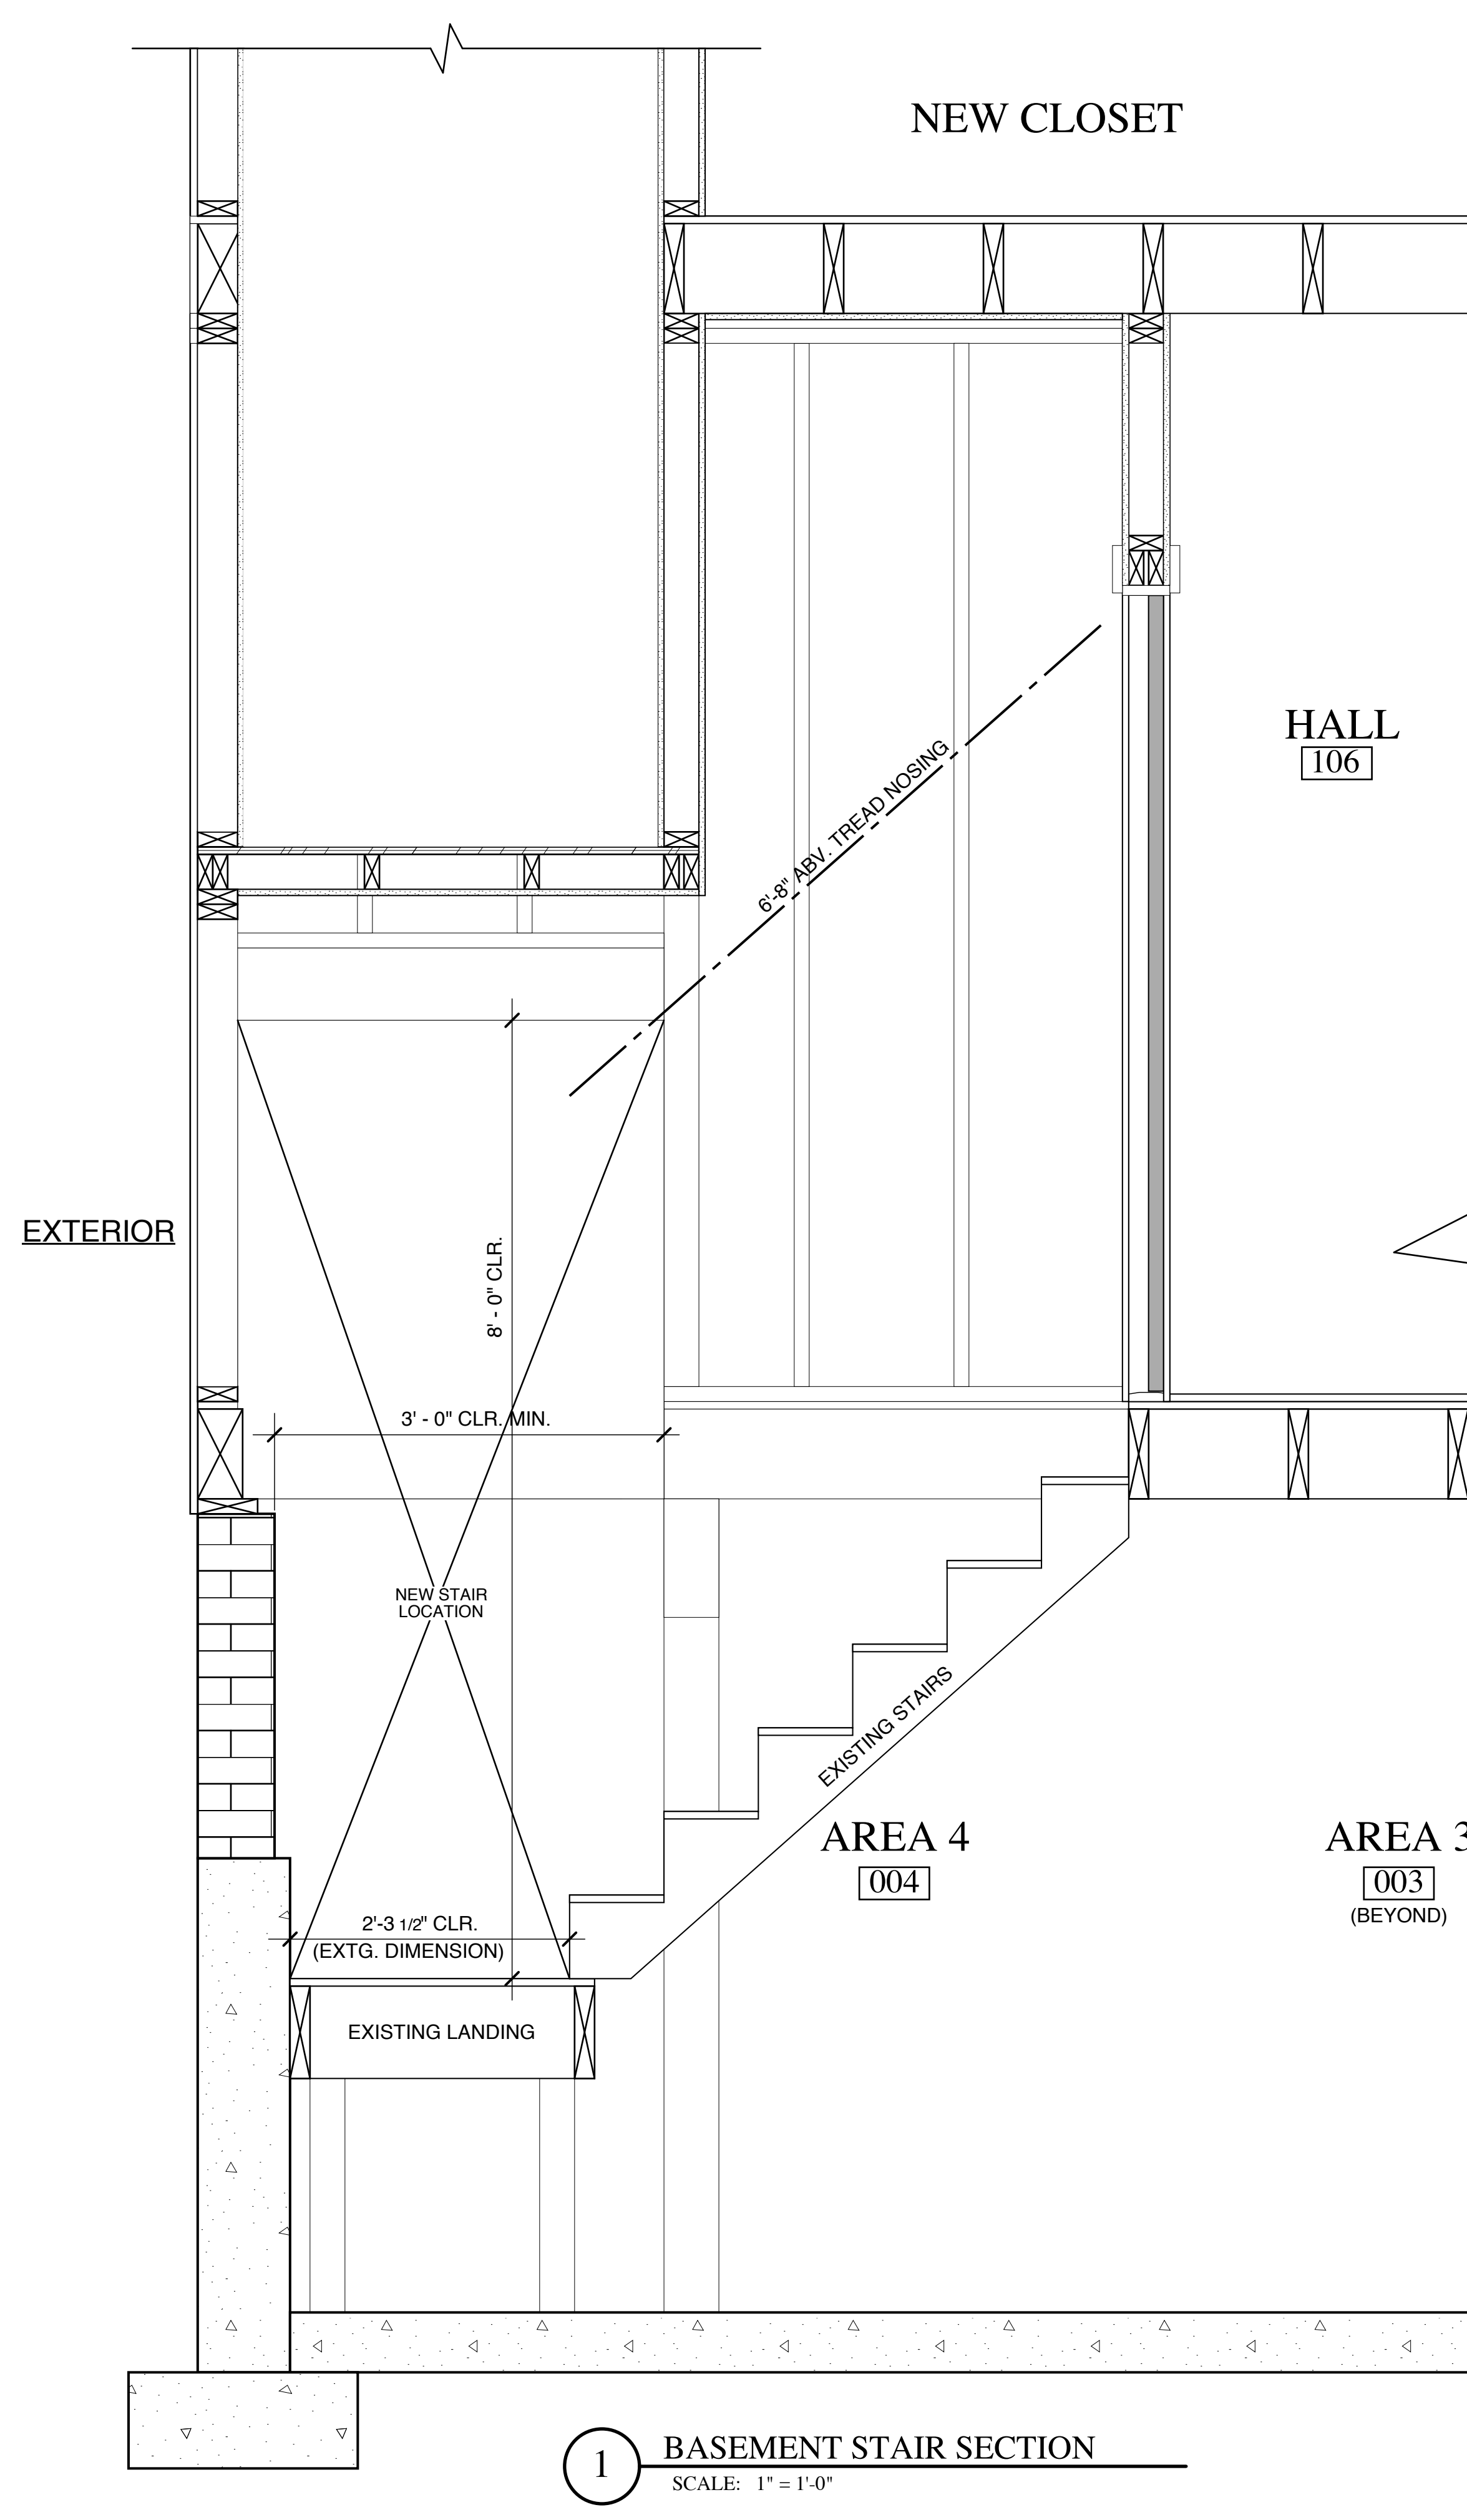 NEW CLOSET
HALL
106
6'-8" ABV. TREAD NOSING
EXTERIOR
8' - 0" CLR.
3' - 0" CLR. MIN.
NEW STAIR
LOCATION
EXISTING STAIRS
AREA 4
004
AREA 3
003
(BEYOND)
2'-3 1/2" CLR.
(EXTG. DIMENSION)
EXISTING LANDING
1
BASEMENT STAIR SECTION
SCALE: 1" = 1'-0"